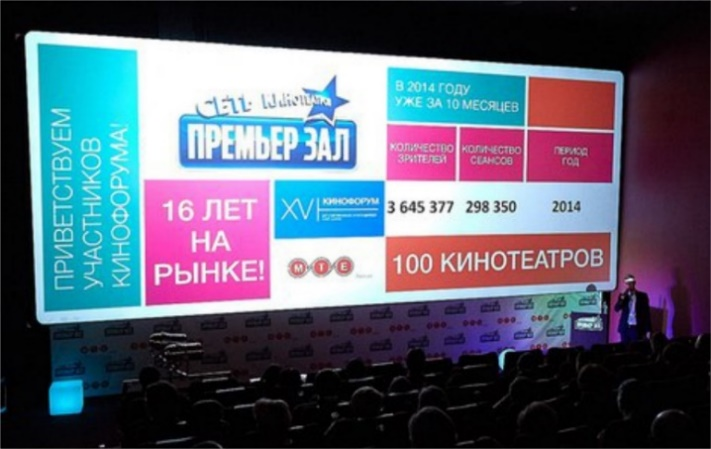 ПРИВЕТСТВУЕМ
УЧАСТНИКОВ
КИНОФОРУМА!
СЕТЬ КИНОТЕАТРОВ
ПРЕМЬЕР ЗАЛ
16 ЛЕТ
НА
РЫНКЕ!
XVI КИНОФОРУМ
МТЕ
В 2014 ГОДУ
УЖЕ ЗА 10 МЕСЯЦЕВ
КОЛИЧЕСТВО
ЗРИТЕЛЕЙ
КОЛИЧЕСТВО
СЕАНСОВ
ПЕРИОД
ГОД
3 645 377
298 350
2014
100 КИНОТЕАТРОВ